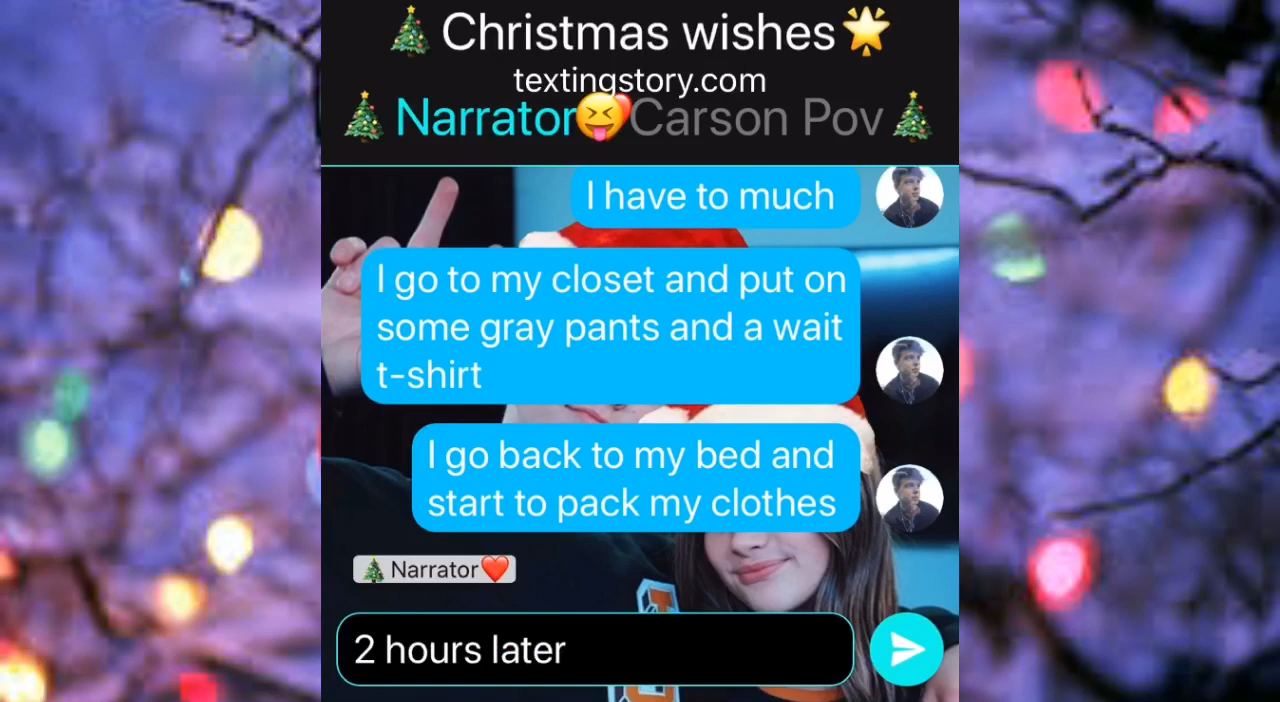 🎄Christmas wishes🌟
textingstory.com
🎄Narrator😝❤️Carson Pov🎄
I have to much
I go to my closet and put on
some gray pants and a wait
t-shirt
I go back to my bed and
start to pack my clothes
🎄Narrator❤️
2 hours later